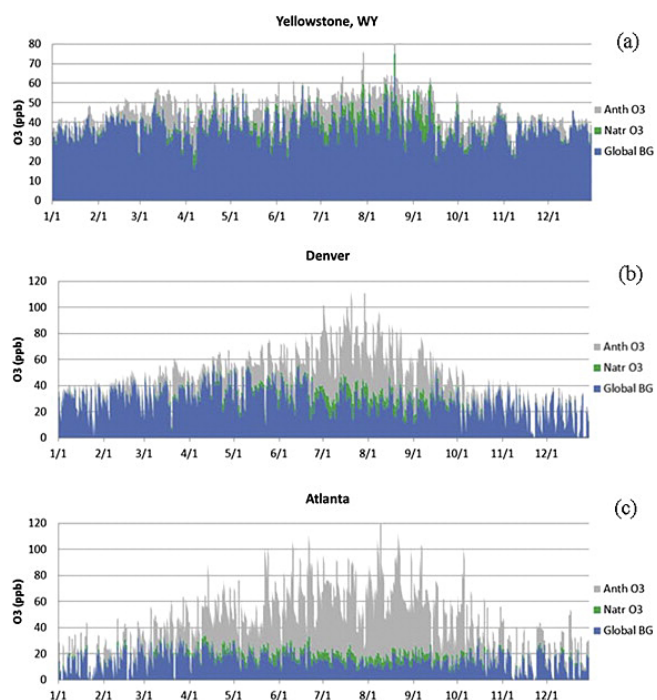 Yellowstone, WY
(a)
80
70
60
50
40
30
20
10
0
O3 (ppb)
Anth O3
Natr O3
Global BG
1/1 2/1 3/1 4/1 5/1 6/1 7/1 8/1 9/1 10/1 11/1 12/1
Denver
(b)
120
100
80
60
40
20
0
O3 (ppb)
Anth O3
Natr O3
Global BG
1/1 2/1 3/1 4/1 5/1 6/1 7/1 8/1 9/1 10/1 11/1 12/1
Atlanta
(c)
120
100
80
60
40
20
0
O3 (ppb)
Anth O3
Natr O3
Global BG
1/1 2/1 3/1 4/1 5/1 6/1 7/1 8/1 9/1 10/1 11/1 12/1